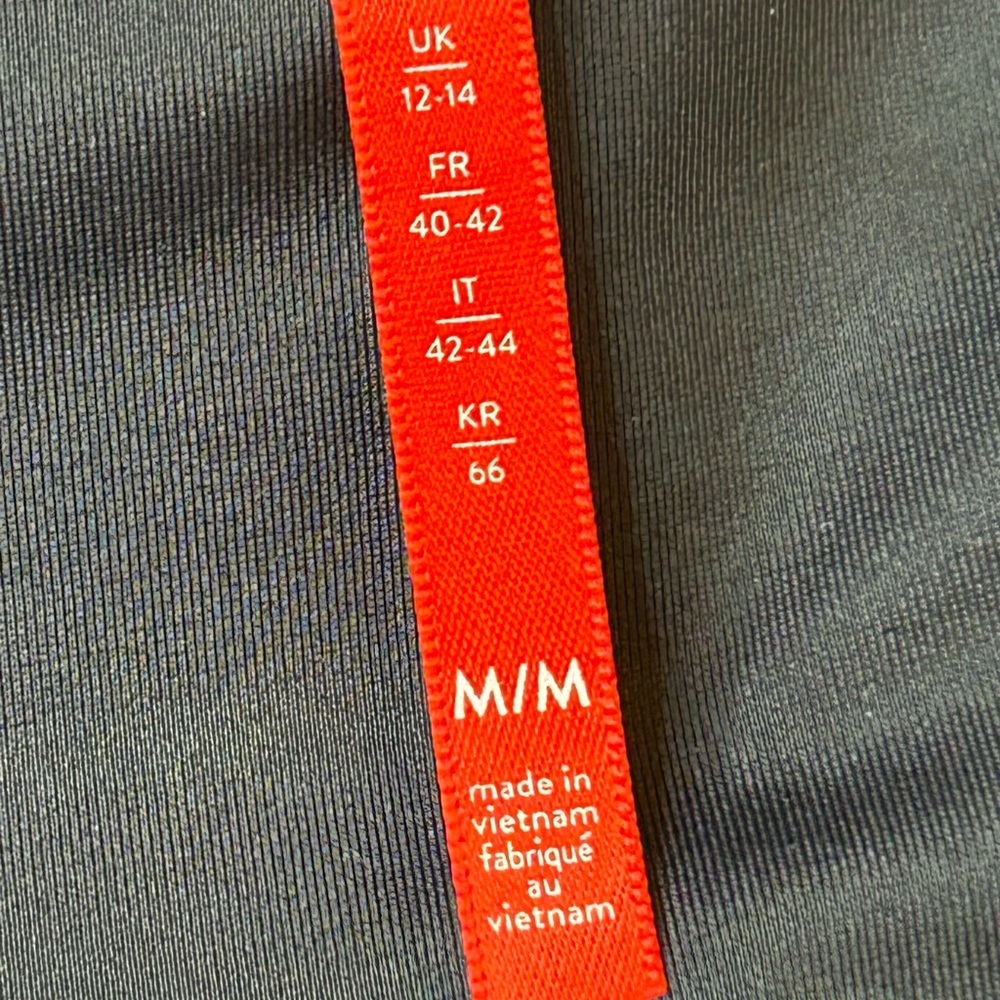 UK
12-14
FR
40-42
IT
42-44
KR
66
M/M
made in
vietnam
fabriqué
au
vietnam